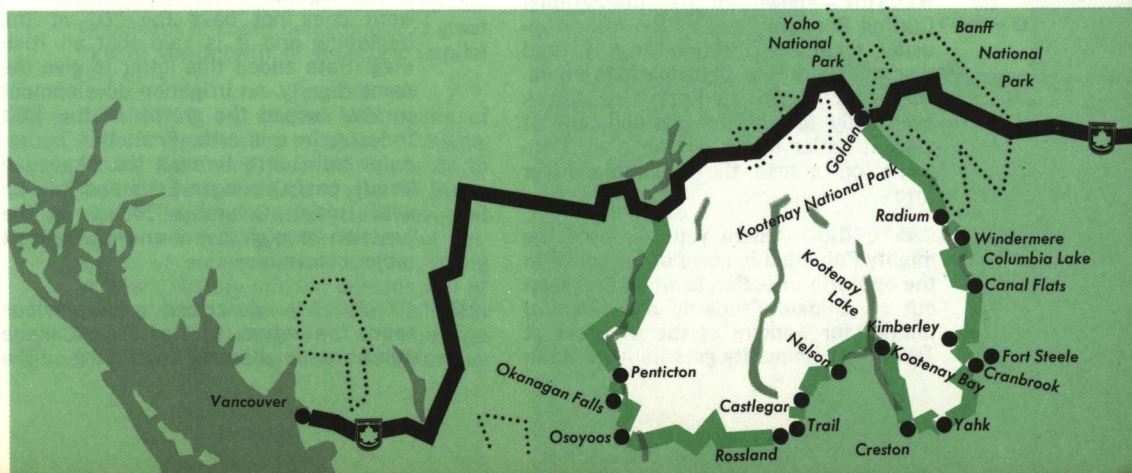 Yoho
National
Park
Banff
National
Park
Golden
Kootenay National Park
Radium
Windermere
Columbia Lake
Canal Flats
Kootenay
Lake
Kimberley
Fort Steele
Cranbrook
Nelson
Kootenay Bay
Penticton
Okanagan Falls
Vancouver
Castlegar
Trail
Yahk
Osoyoos
Rossland
Creston